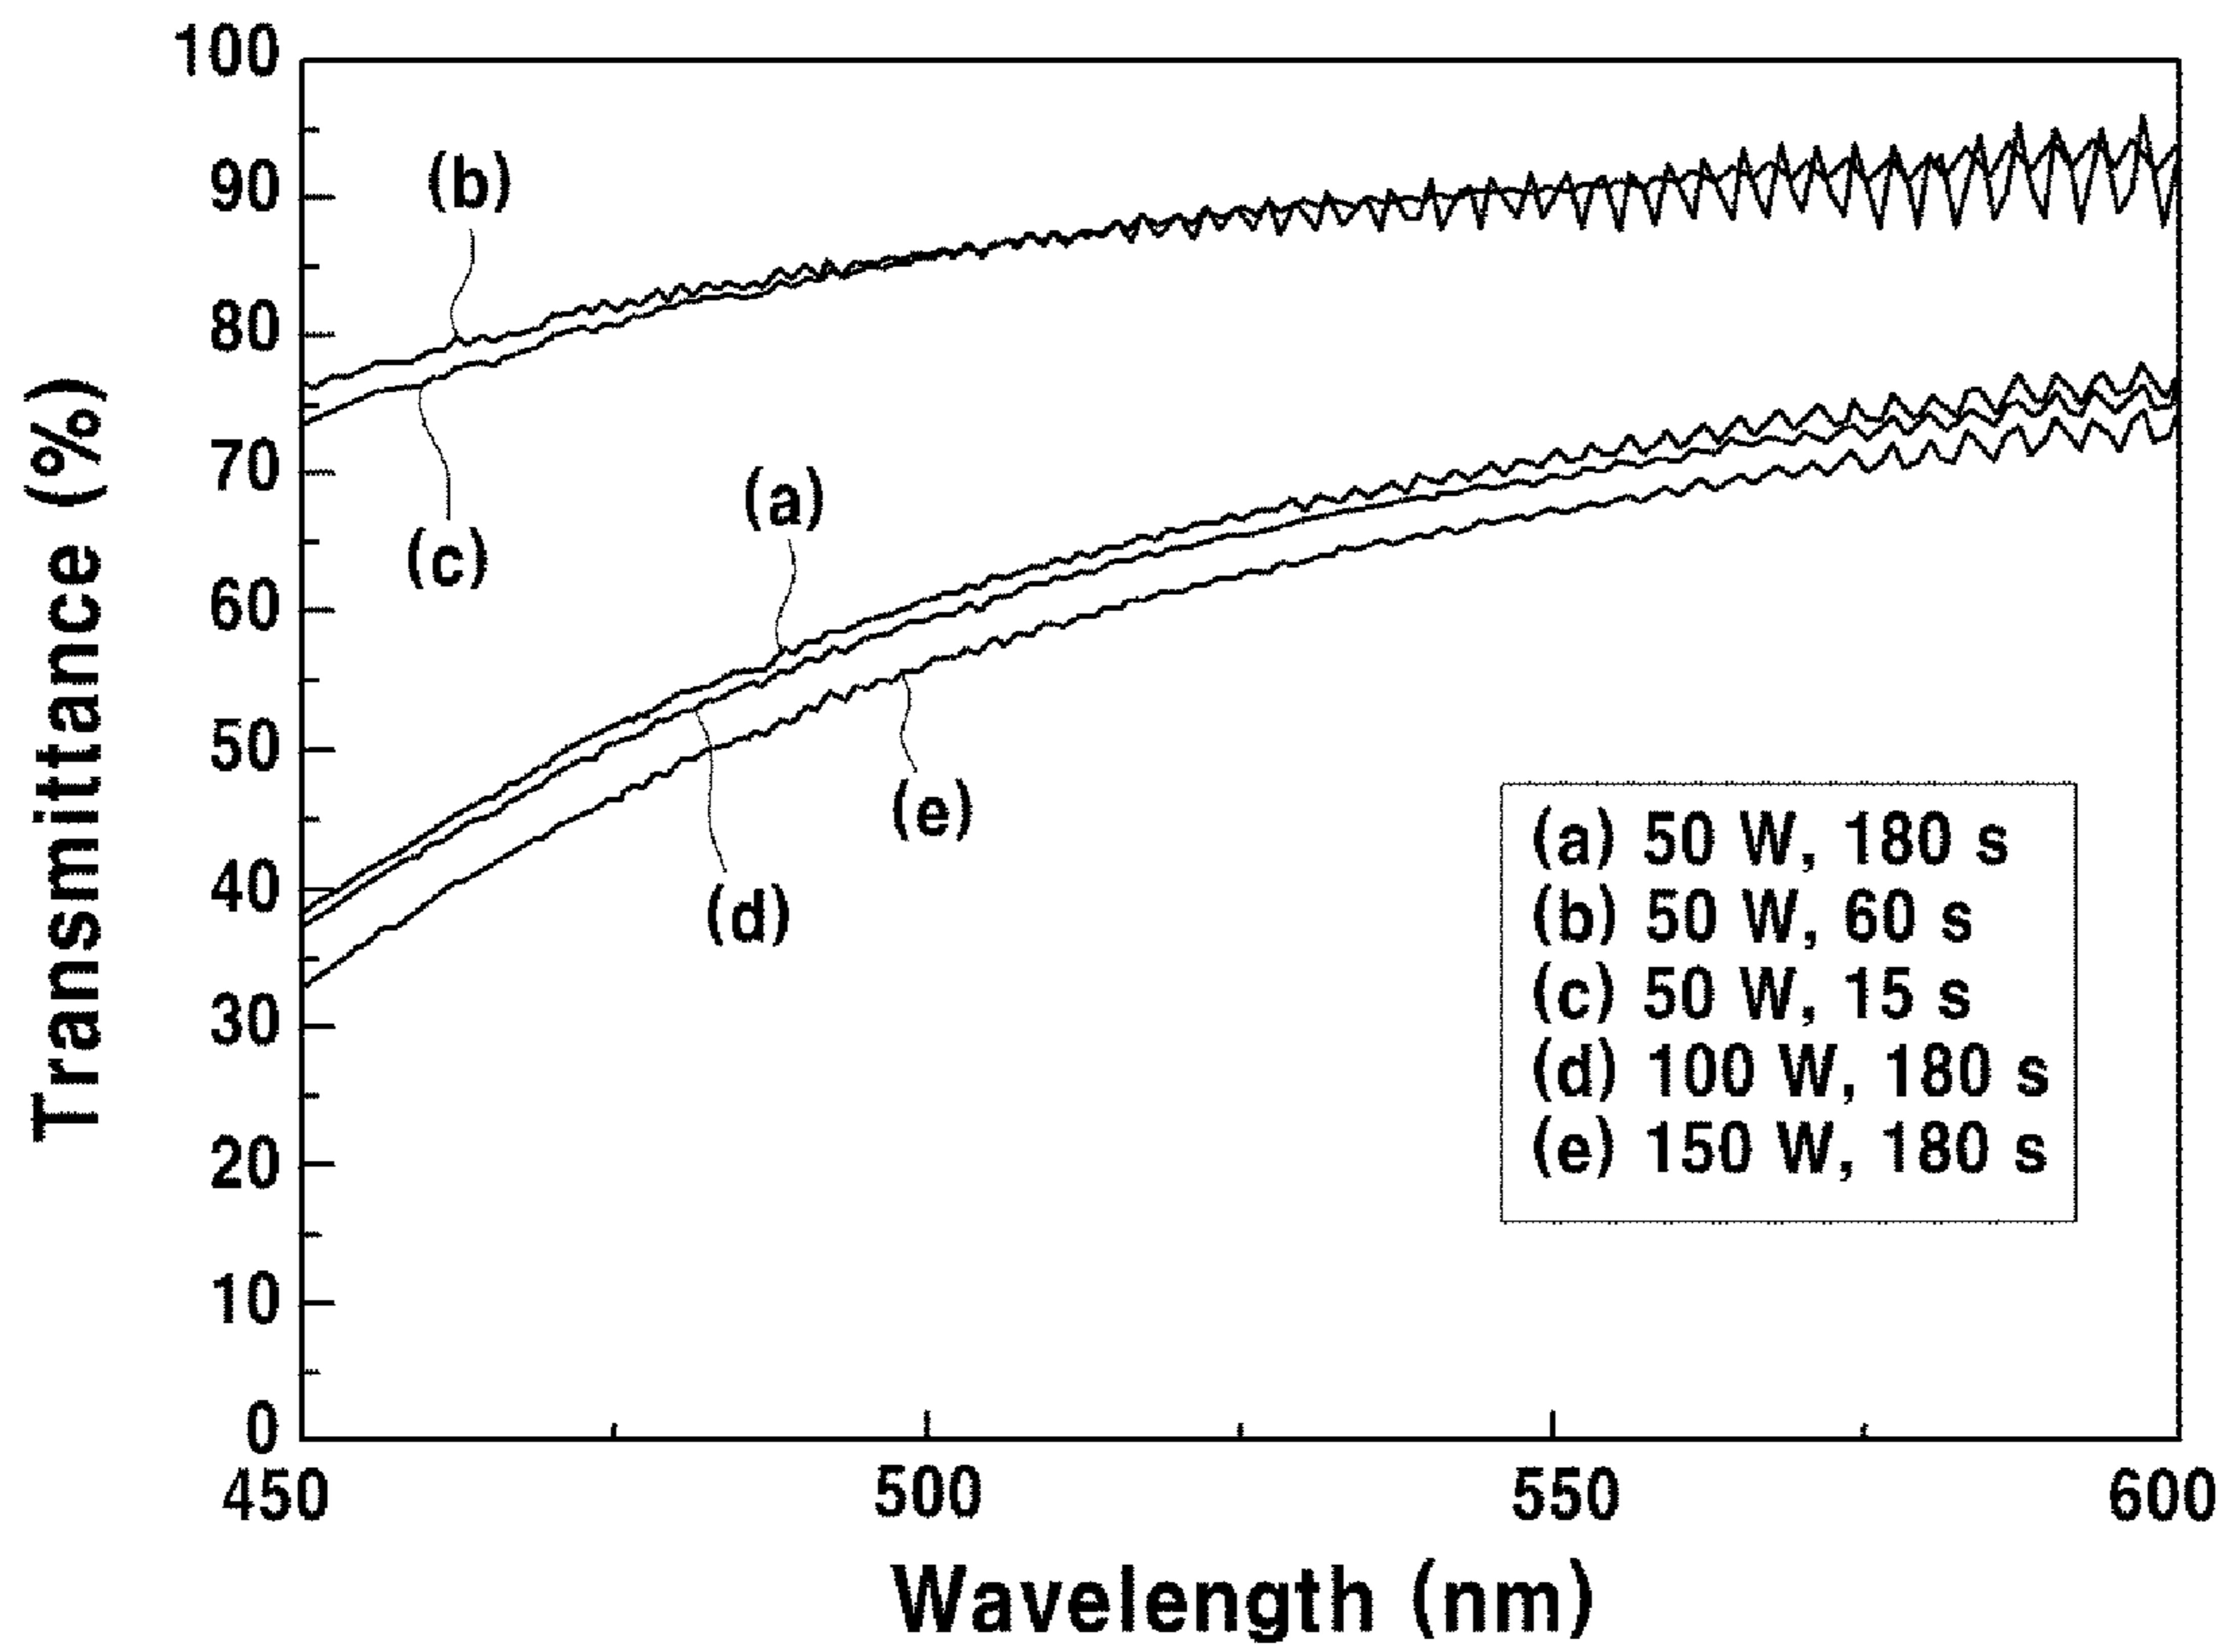 Transmittance (%)
100
90
80
70
60
50
40
30
20
10
0
(b)
(c)
(a)
(e)
(d)
(a) 50 W, 180 s
(b) 50 W, 60 s
(c) 50 W, 15 s
(d) 100 W, 180 s
(e) 150 W, 180 s
450 500 550 600
Wavelength (nm)